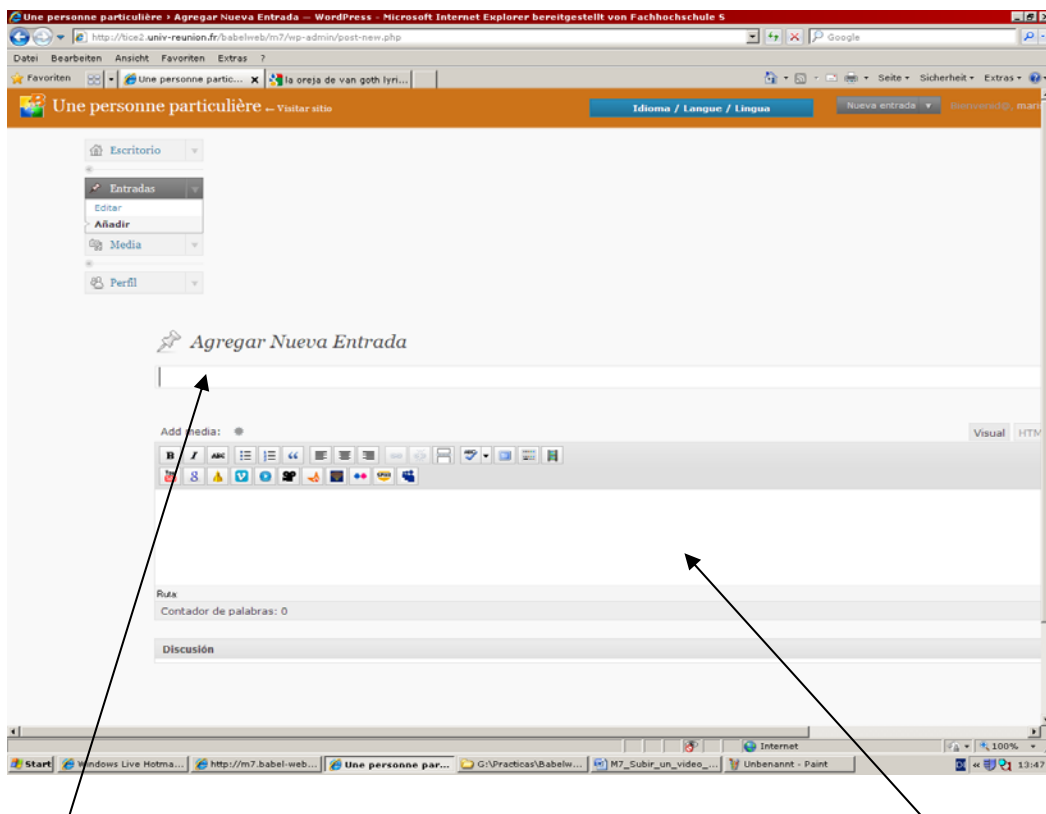 Une personne particulière › Agregar Nueva Entrada — WordPress - Microsoft Internet Explorer bereitgestellt von Fachhochschule S
http://tice2.univ-reunion.fr/babelweb/m7/wp-admin/post-new.php
Google
Datei Bearbeiten Ansicht Favoriten Extras ?
Favoriten
Une personne partic...
la oreja de van goth lyri...
Seite
Sicherheit
Extras
Une personne particulière
← Visitar sitio
Idioma / Langue / Lingua
Nueva entrada
Escritorio
Entradas
Editar
Añadir
Media
Perfil
Agregar Nueva Entrada
Add media:
Visual
HTM
B I ABC
Ruta:
Contador de palabras: 0
Discusión
Internet
100%
Start
Windows Live Hotma...
http://m7.babel-web...
Une personne par...
G:\Practicas\Babelw...
M7_Subir_un_video_...
Unbenannt - Paint
13:47